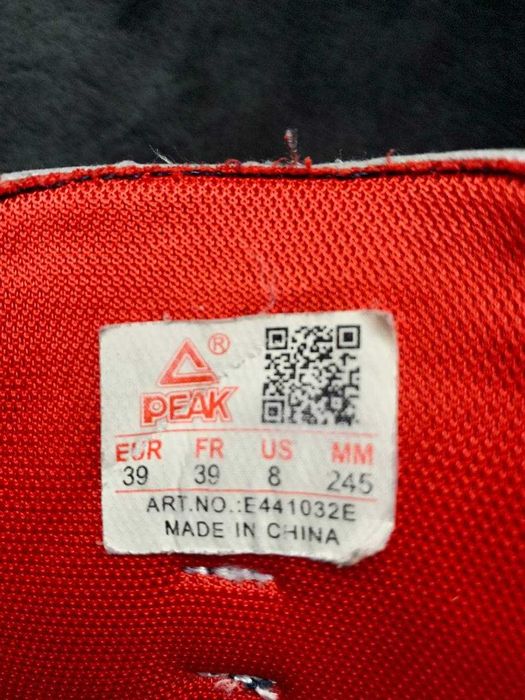 ®
PEAK
EUR FR US MM
39 39 8 245
ART.NO.:E441032E
MADE IN CHINA